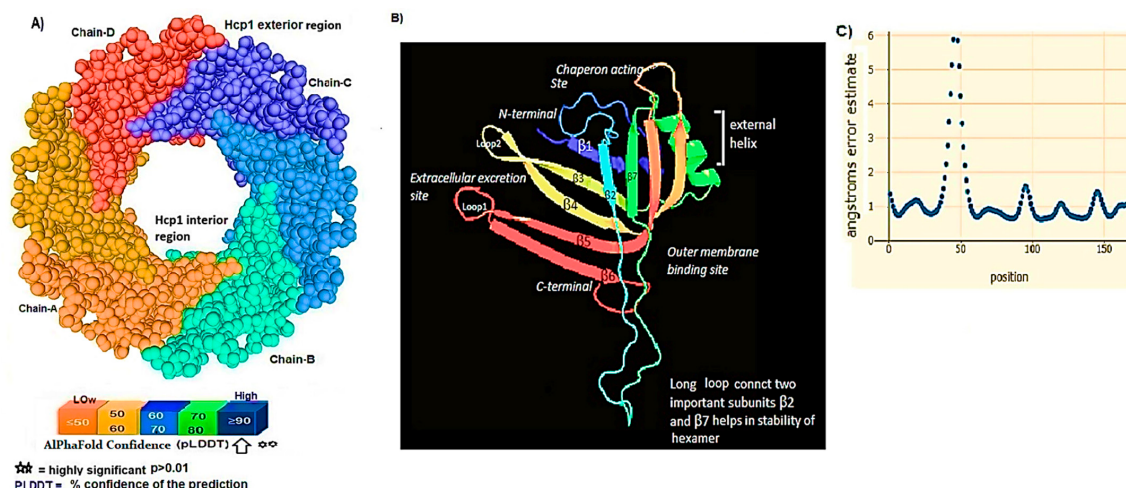 A)
Chain-D
Hcp1 exterior region
Chain-C
Hcp1 interior
region
Chain-A
Chain-B
LOw
High
≤50
50
60
60
70
70
80
≥90
AlPhaFold Confidence (pLDDT)
= highly significant p>0.01
PLDDT= % confidence of the prediction
B)
Chaperon acting
Ste
N-terminal
external
helix
Loop2
β1
β3
β2
β7
β4
Extracellular excretion
site
Loop1
β5
β6
Outer membrane
binding site
C-terminal
Long loop connct two
important subunits β2
and β7 helps in stability of
hexamer
C)
angstroms error estimate
6
5
4
3
2
1
0
0
50
100
150
position